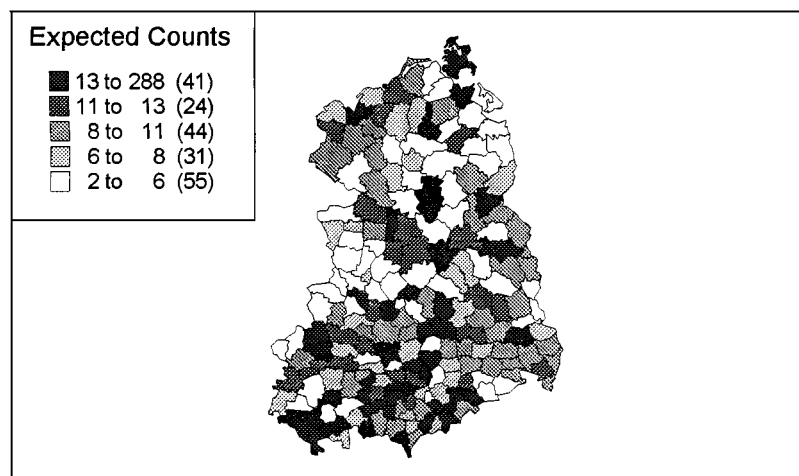 Expected Counts
13 to 288 (41)
11 to 13 (24)
8 to 11 (44)
6 to 8 (31)
2 to 6 (55)